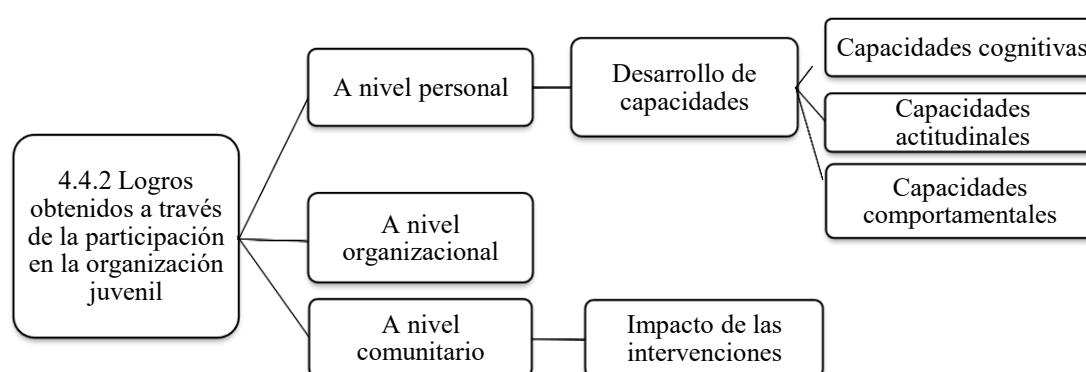 4.4.2 Logros
obtenidos a través
de la participación
en la organización
juvenil
A nivel personal
Desarrollo de
capacidades
Capacidades cognitivas
Capacidades
actitudinales
Capacidades
comportamentales
A nivel
organizacional
A nivel
comunitario
Impacto de las
intervenciones